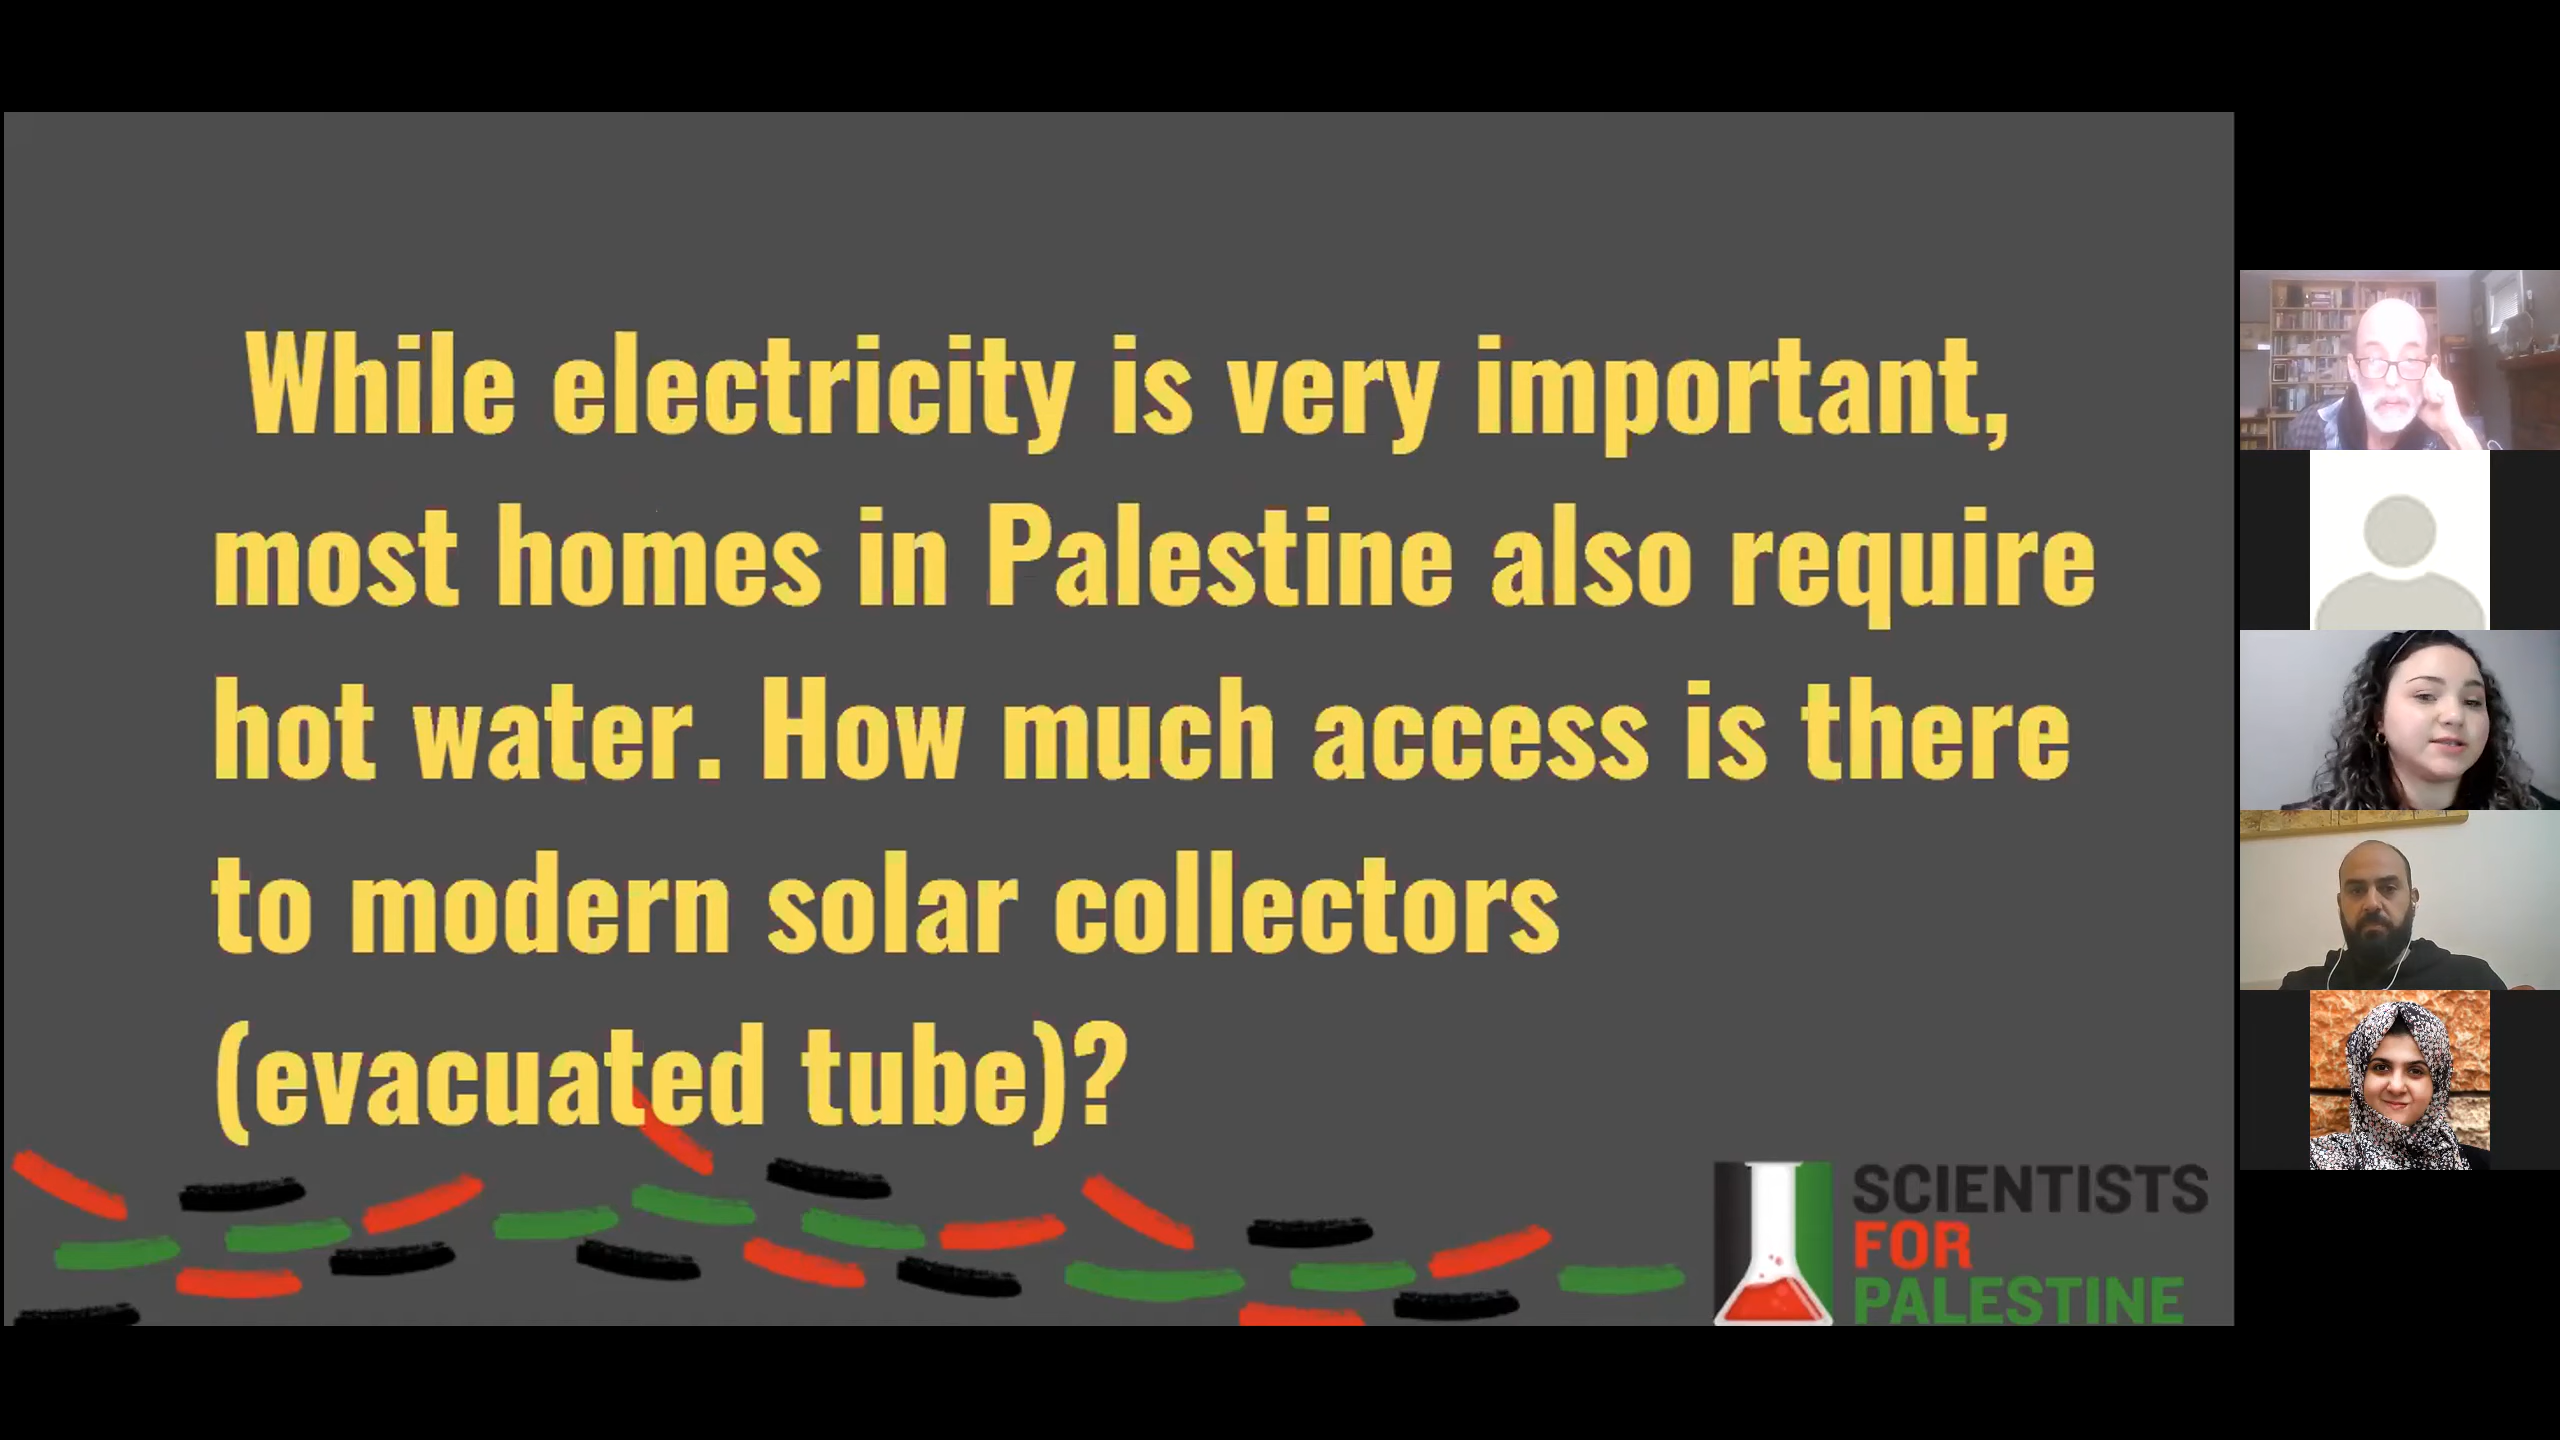 While electricity is very important,
most homes in Palestine also require
hot water. How much access is there
to modern solar collectors
(evacuated tube)?
SCIENTISTS
FOR
PALESTINE